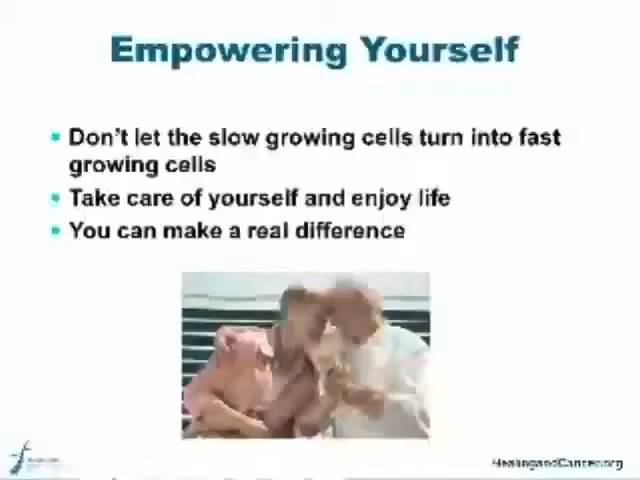 Empowering Yourself
Don't let the slow growing cells turn into fast
growing cells
Take care of yourself and enjoy life
You can make a real difference
HealingandCancer.org